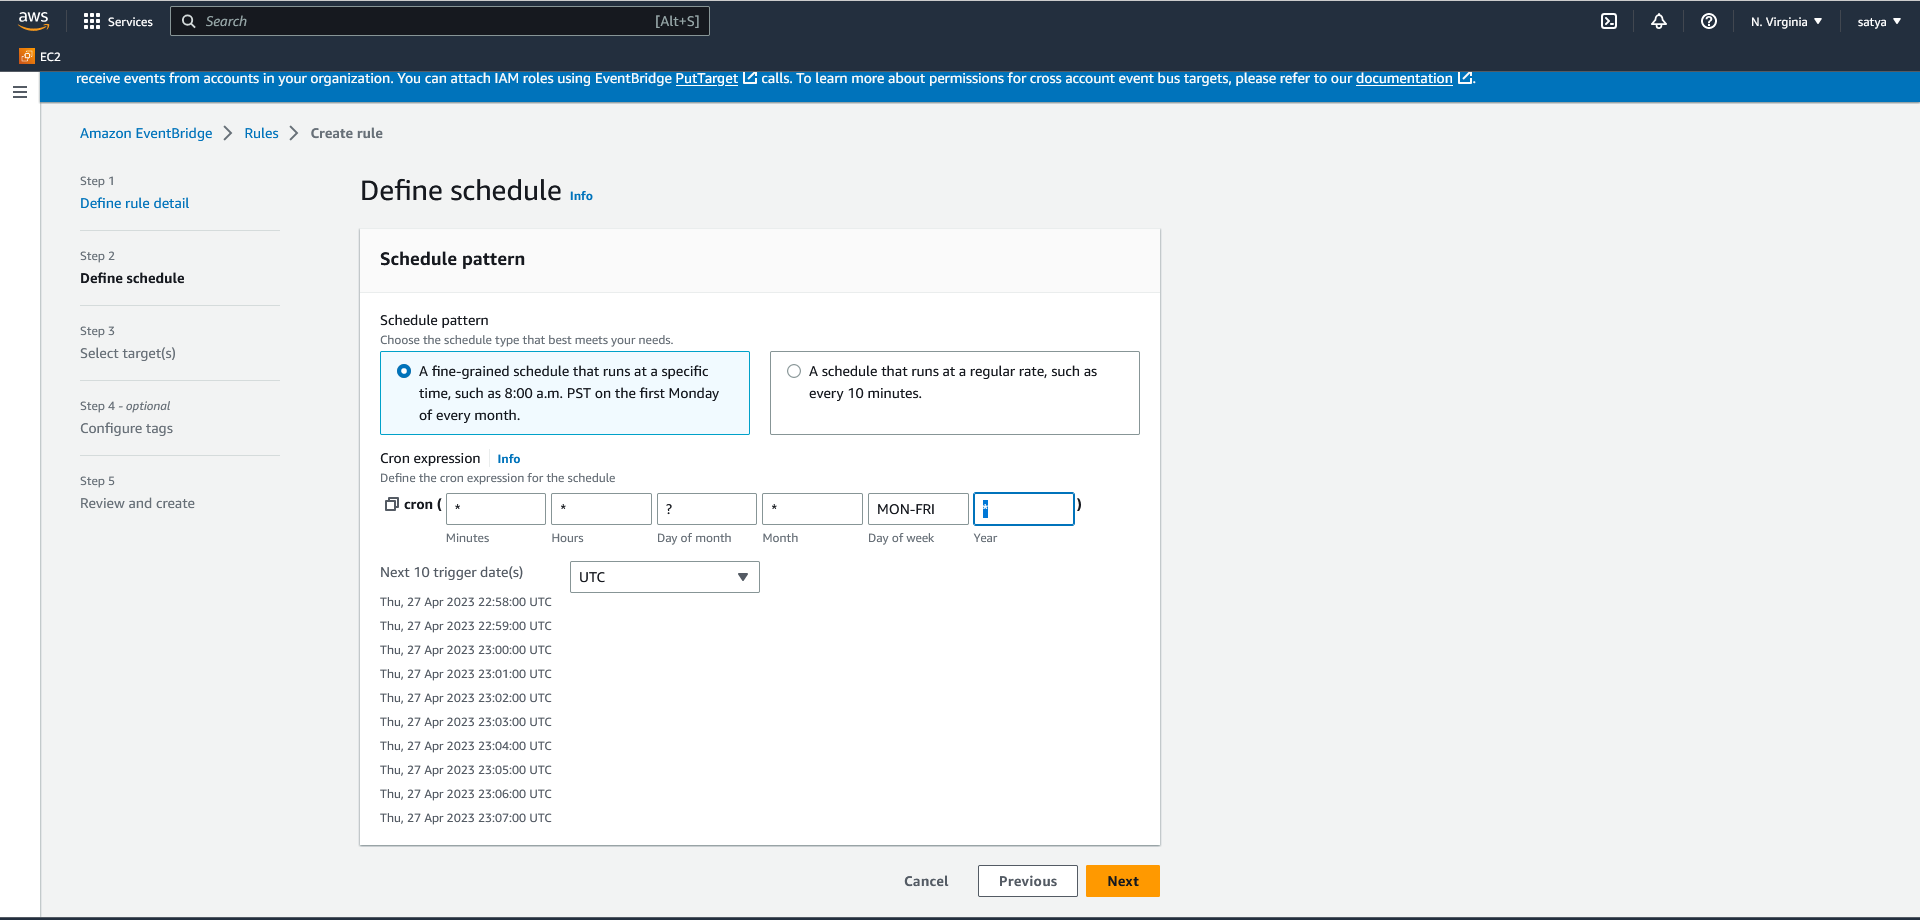 aws Services Search [Alt+S] N. Virginia satya
EC2
receive events from accounts in your organization. You can attach IAM roles using EventBridge PutTarget calls. To learn more about permissions for cross account event bus targets, please refer to our documentation.
Amazon EventBridge Rules Create rule
Step 1
Define rule detail
Step 2
Define schedule
Step 3
Select target(s)
Step 4 - optional
Configure tags
Step 5
Review and create
Define schedule Info
Schedule pattern
Schedule pattern
Choose the schedule type that best meets your needs.
A fine-grained schedule that runs at a specific
time, such as 8:00 a.m. PST on the first Monday
of every month.
A schedule that runs at a regular rate, such as
every 10 minutes.
Cron expression Info
Define the cron expression for the schedule
cron ( * * ? * MON-FRI * )
Minutes Hours Day of month Month Day of week Year
Next 10 trigger date(s) UTC
Thu, 27 Apr 2023 22:58:00 UTC
Thu, 27 Apr 2023 22:59:00 UTC
Thu, 27 Apr 2023 23:00:00 UTC
Thu, 27 Apr 2023 23:01:00 UTC
Thu, 27 Apr 2023 23:02:00 UTC
Thu, 27 Apr 2023 23:03:00 UTC
Thu, 27 Apr 2023 23:04:00 UTC
Thu, 27 Apr 2023 23:05:00 UTC
Thu, 27 Apr 2023 23:06:00 UTC
Thu, 27 Apr 2023 23:07:00 UTC
Cancel Previous Next